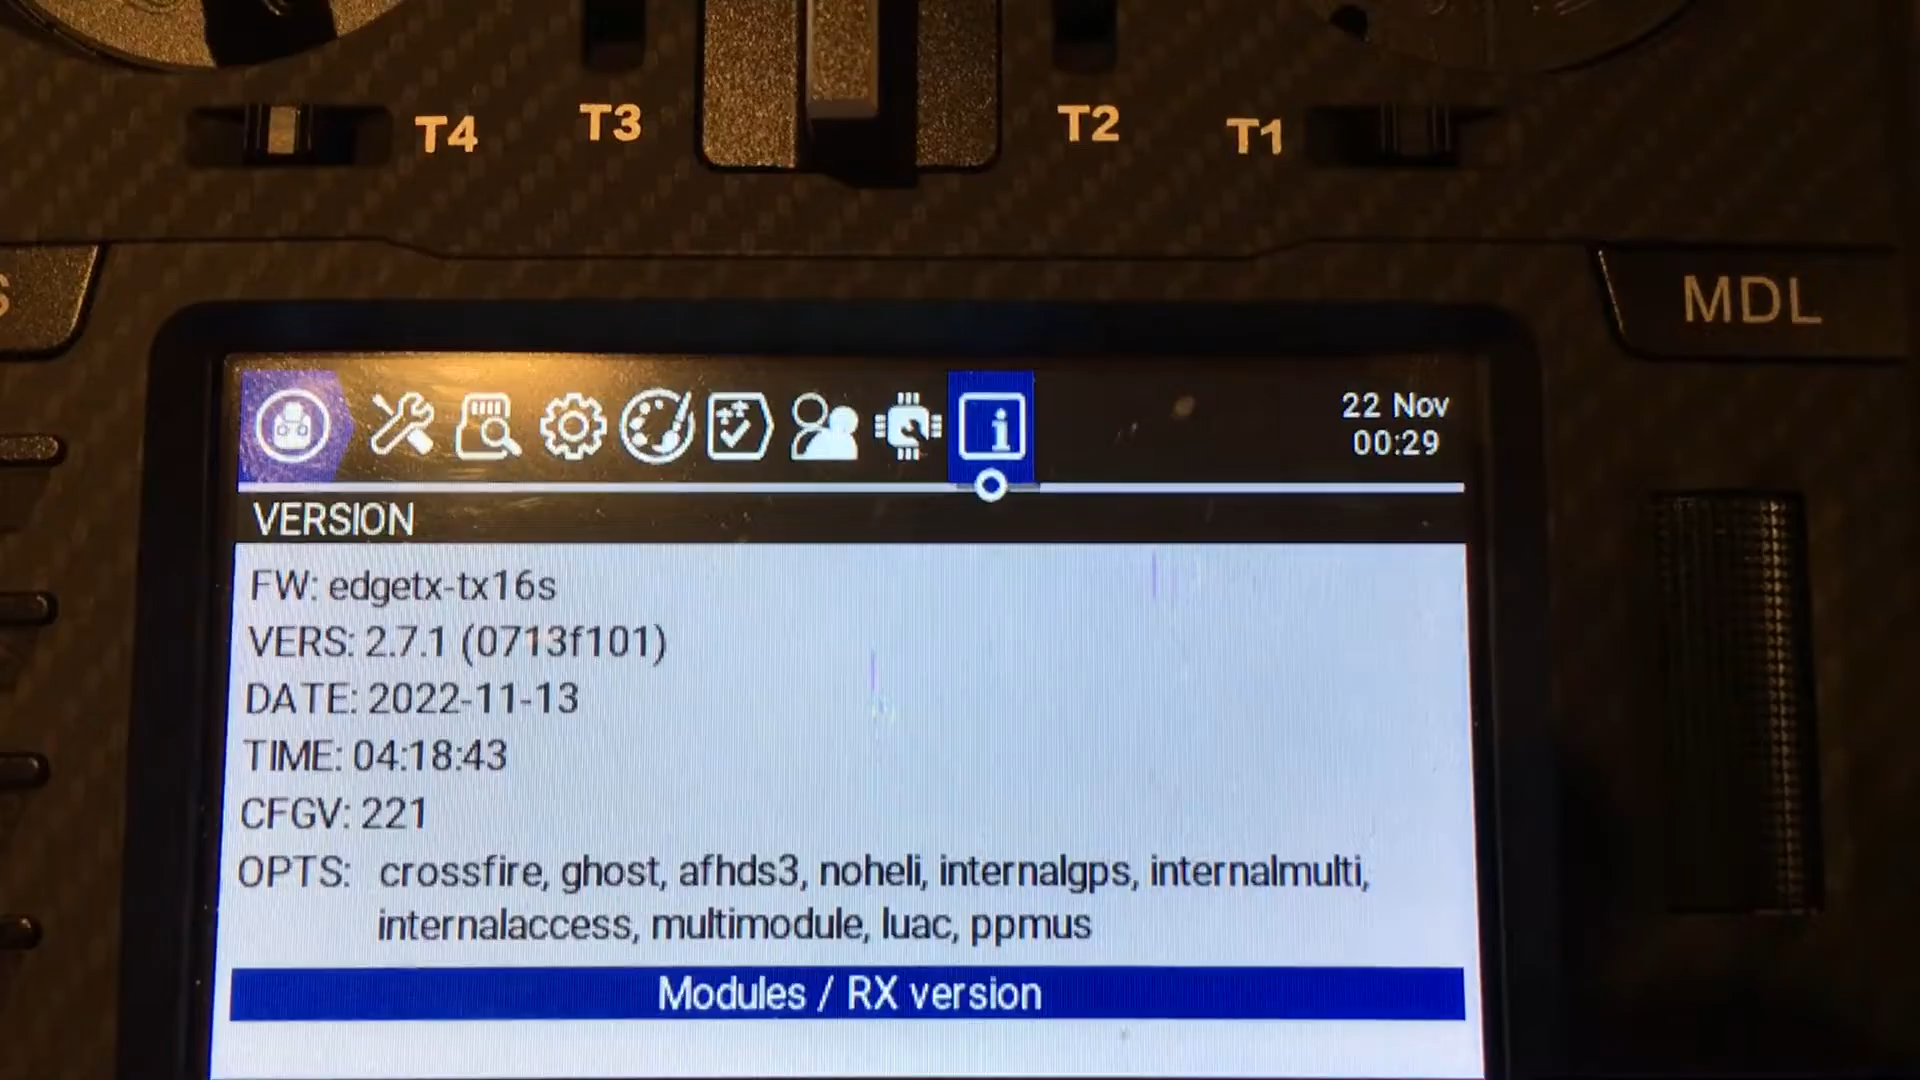 T4 T3 T2 T1
MDL
22 Nov
00:29
VERSION
FW: edgetx-tx16s
VERS: 2.7.1 (0713f101)
DATE: 2022-11-13
TIME: 04:18:43
CFGV: 221
OPTS: crossfire, ghost, afhds3, noheli, internalgps, internalmulti,
internalaccess, multimodule, luac, ppmus
Modules / RX version